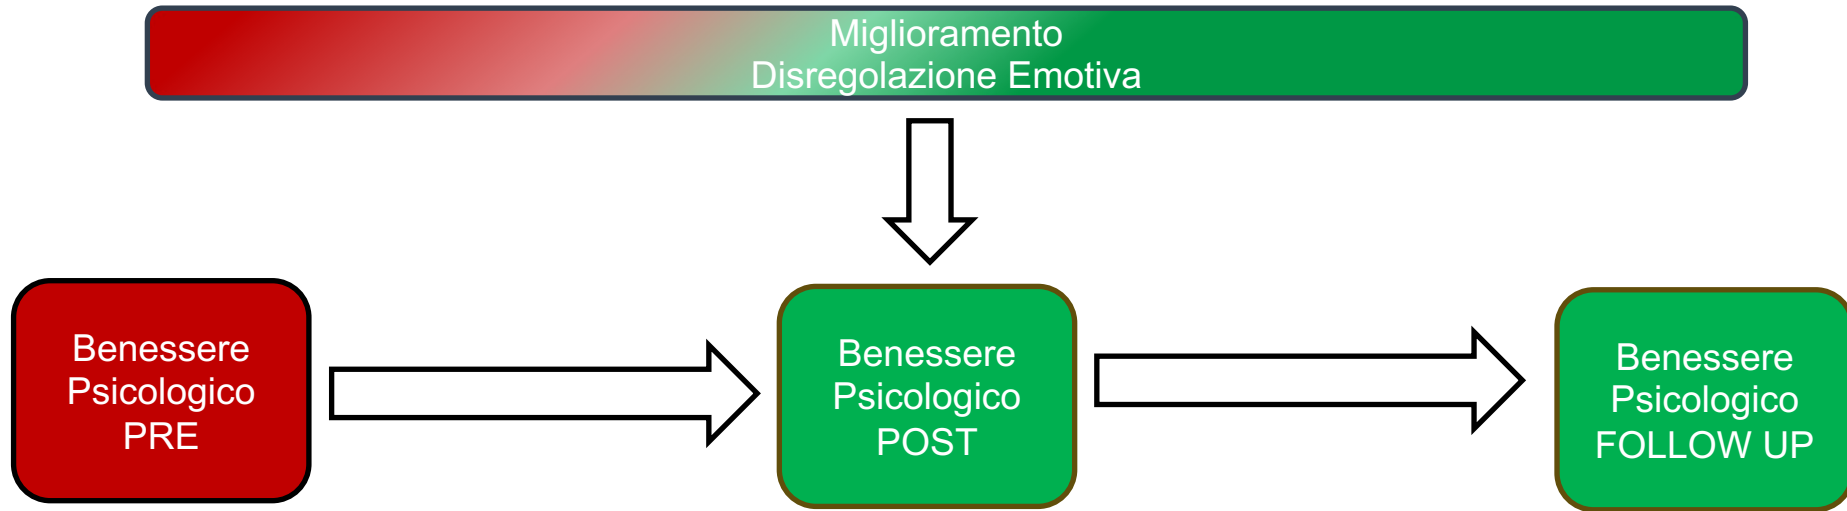 Miglioramento
Disregolazione Emotiva
Benessere
Psicologico
PRE
Benessere
Psicologico
POST
Benessere
Psicologico
FOLLOW UP